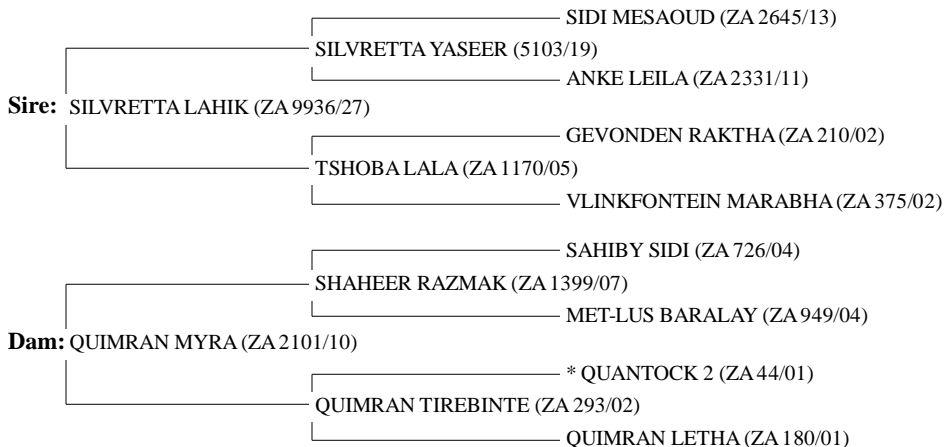 SIDI MESAOUD (ZA 2645/13)
SILVRETTA YASEER (5103/19)
ANKE LEILA (ZA 2331/11)
Sire: SILVRETTA LAHIK (ZA 9936/27)
GEVONDEN RAKTHA (ZA 210/02)
TSHOBA LALA (ZA 1170/05)
VLINKFONTEIN MARABHA (ZA 375/02)
SAHIBY SIDI (ZA 726/04)
SHAHEER RAZMAK (ZA 1399/07)
MET-LUS BARALAY (ZA 949/04)
Dam: QUIMRAN MYRA (ZA 2101/10)
* QUANTOCK 2 (ZA 44/01)
QUIMRAN TIREBINTE (ZA 293/02)
QUIMRAN LETHA (ZA 180/01)